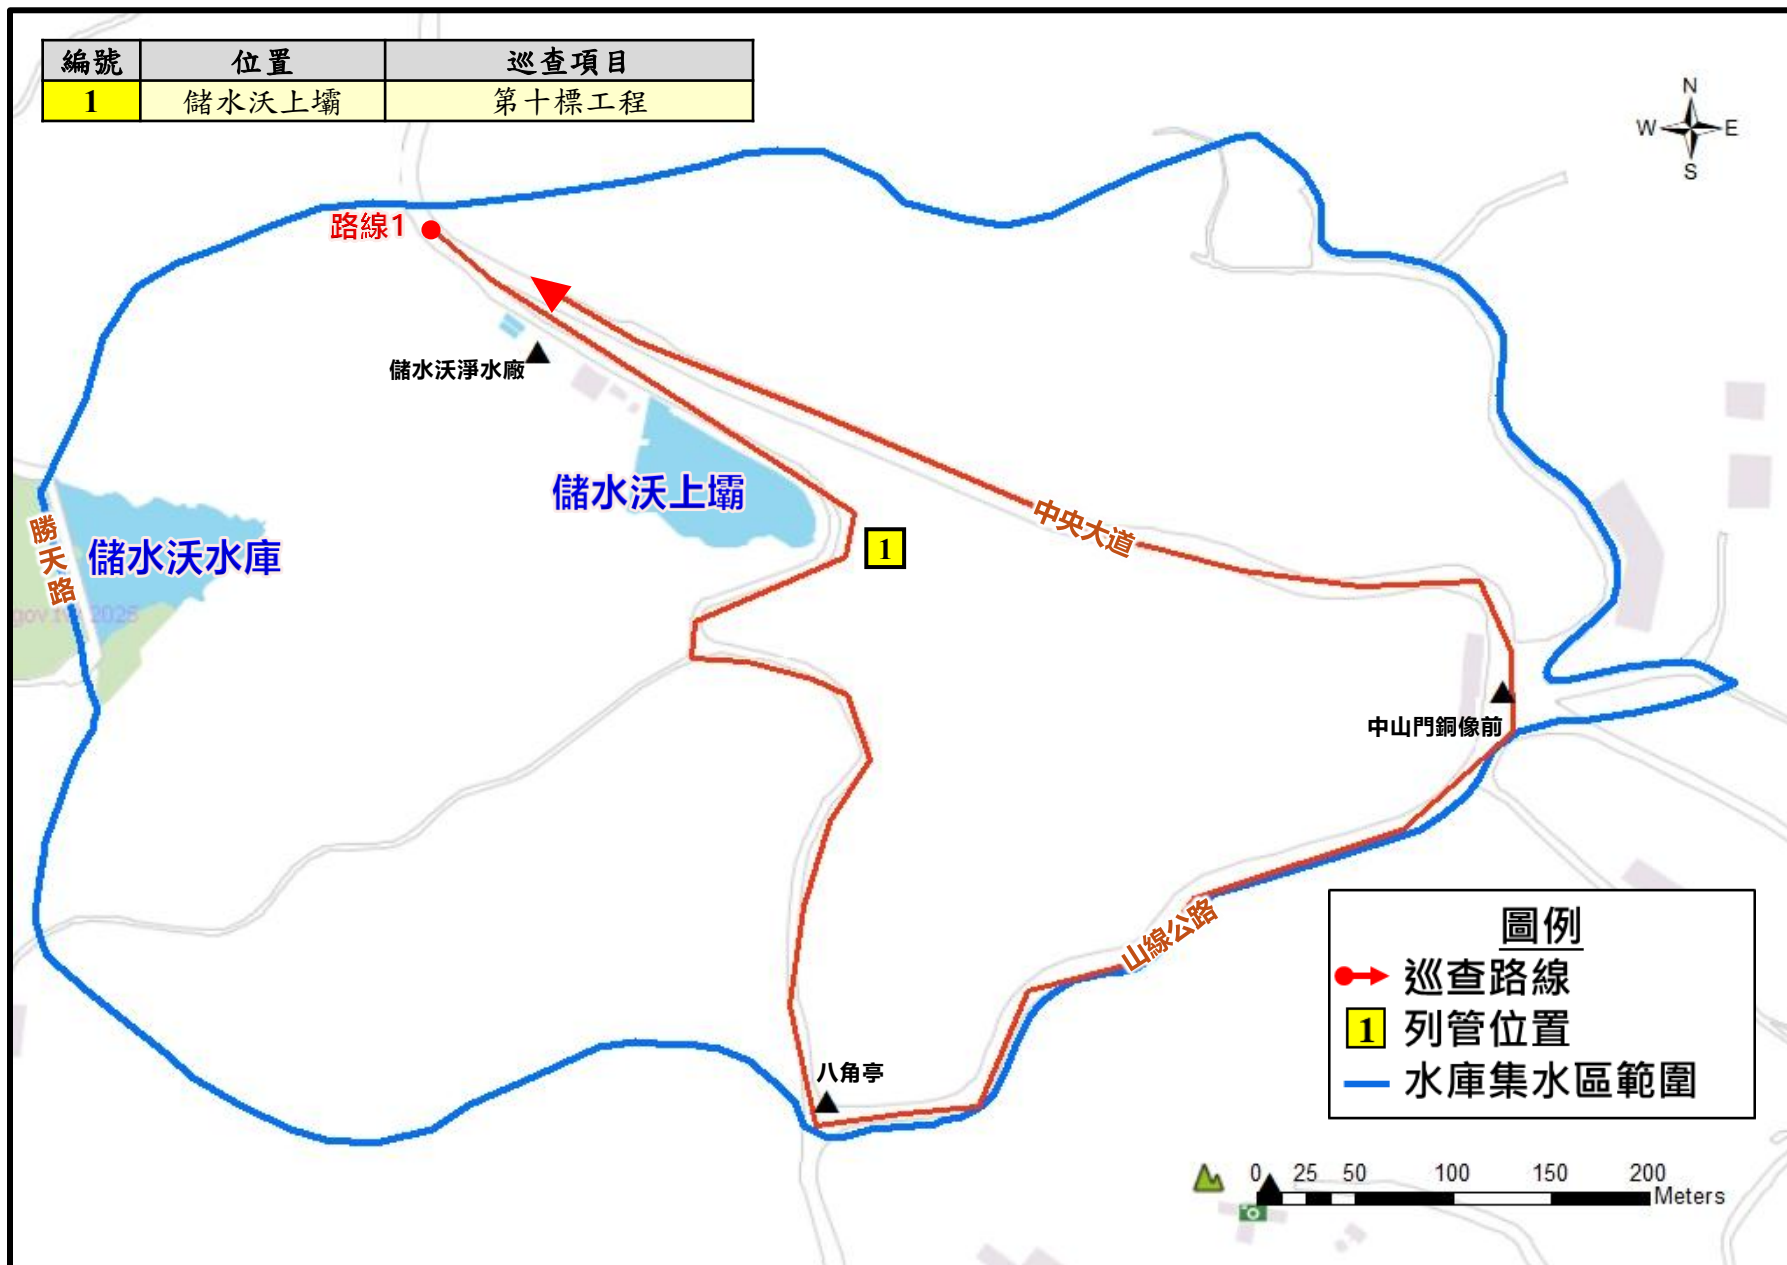 編號 位置 巡查項目
1 儲水沃上壩 第十標工程
N
W E
S
路線1
儲水沃淨水廠
儲水沃上壩
中央大道
1
勝天路
儲水沃水庫
中山門銅像前
山線公路
八角亭
圖例
巡查路線
1 列管位置
水庫集水區範圍
0 25 50 100 150 200
Meters